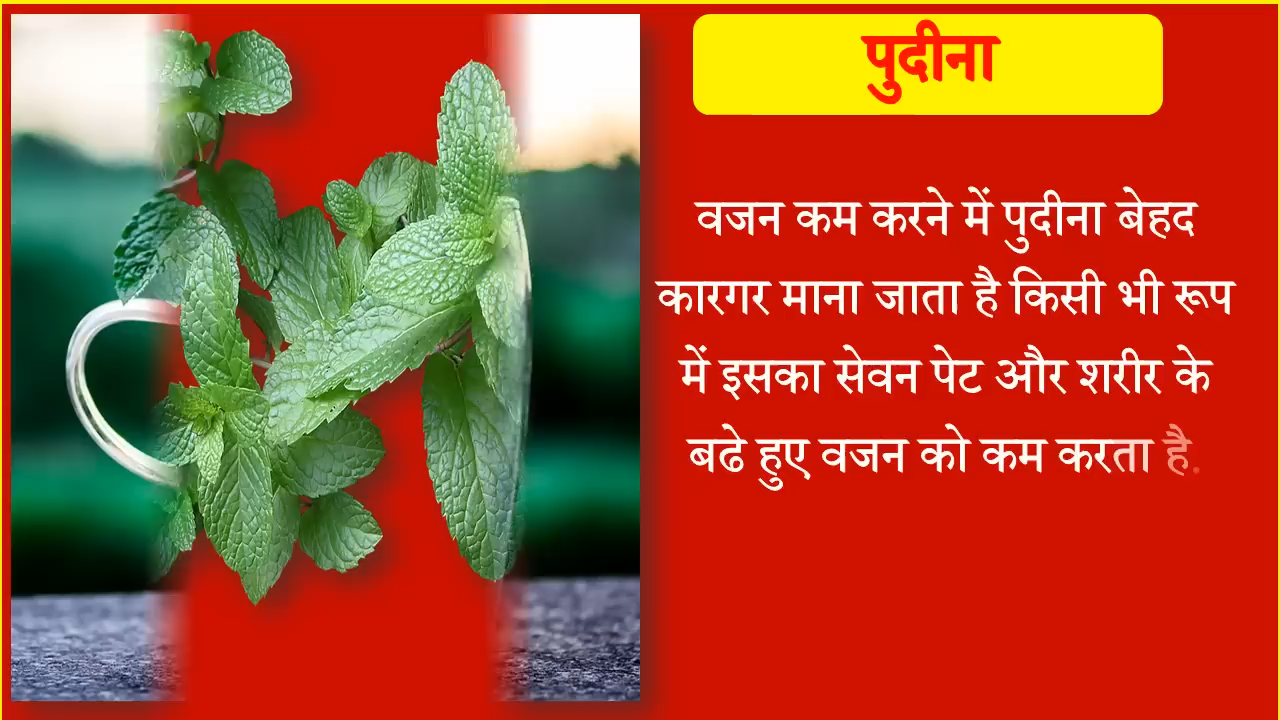 पुदीना
वजन कम करने में पुदीना बेहद
कारगर माना जाता है किसी भी रूप
में इसका सेवन पेट और शरीर के
बढे हुए वजन को कम करता है.